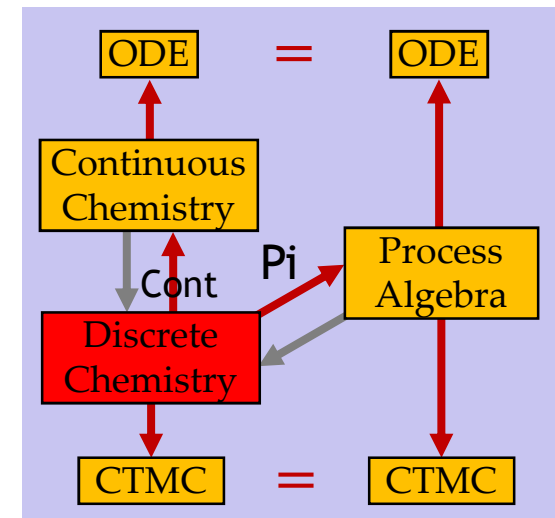 ODE = ODE
Continuous
Chemistry
Cont
Pi
Process
Algebra
Discrete
Chemistry
CTMC = CTMC